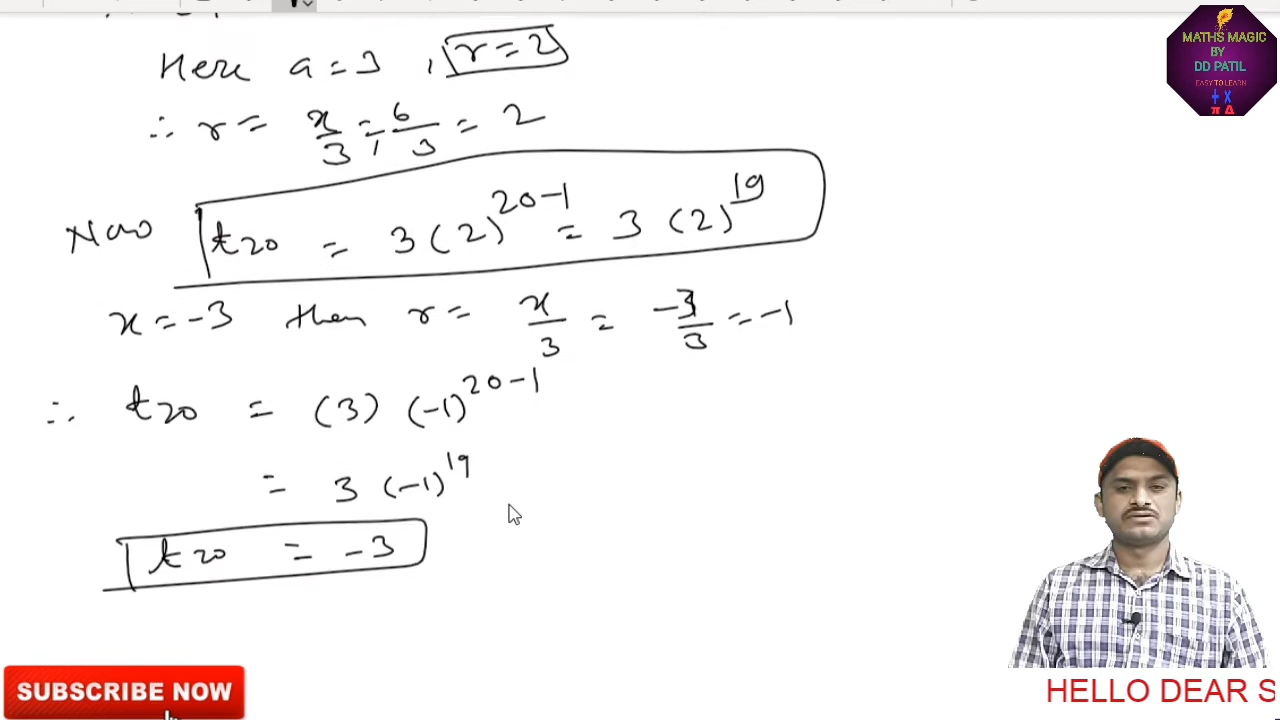 Here a = 3 , r = 2
∴ r = x/3 = 6/3 = 2
Now t20 = 3 (2)^20-1 = 3 (2)^19
x = -3 then r = x/3 = -3/3 = -1
∴ t20 = (3) (-1)^20-1
= 3 (-1)^19
t20 = -3
MATHS MAGIC
BY
DD PATIL
EASY TO LEARN
+ X
π Δ
SUBSCRIBE NOW
HELLO DEAR S